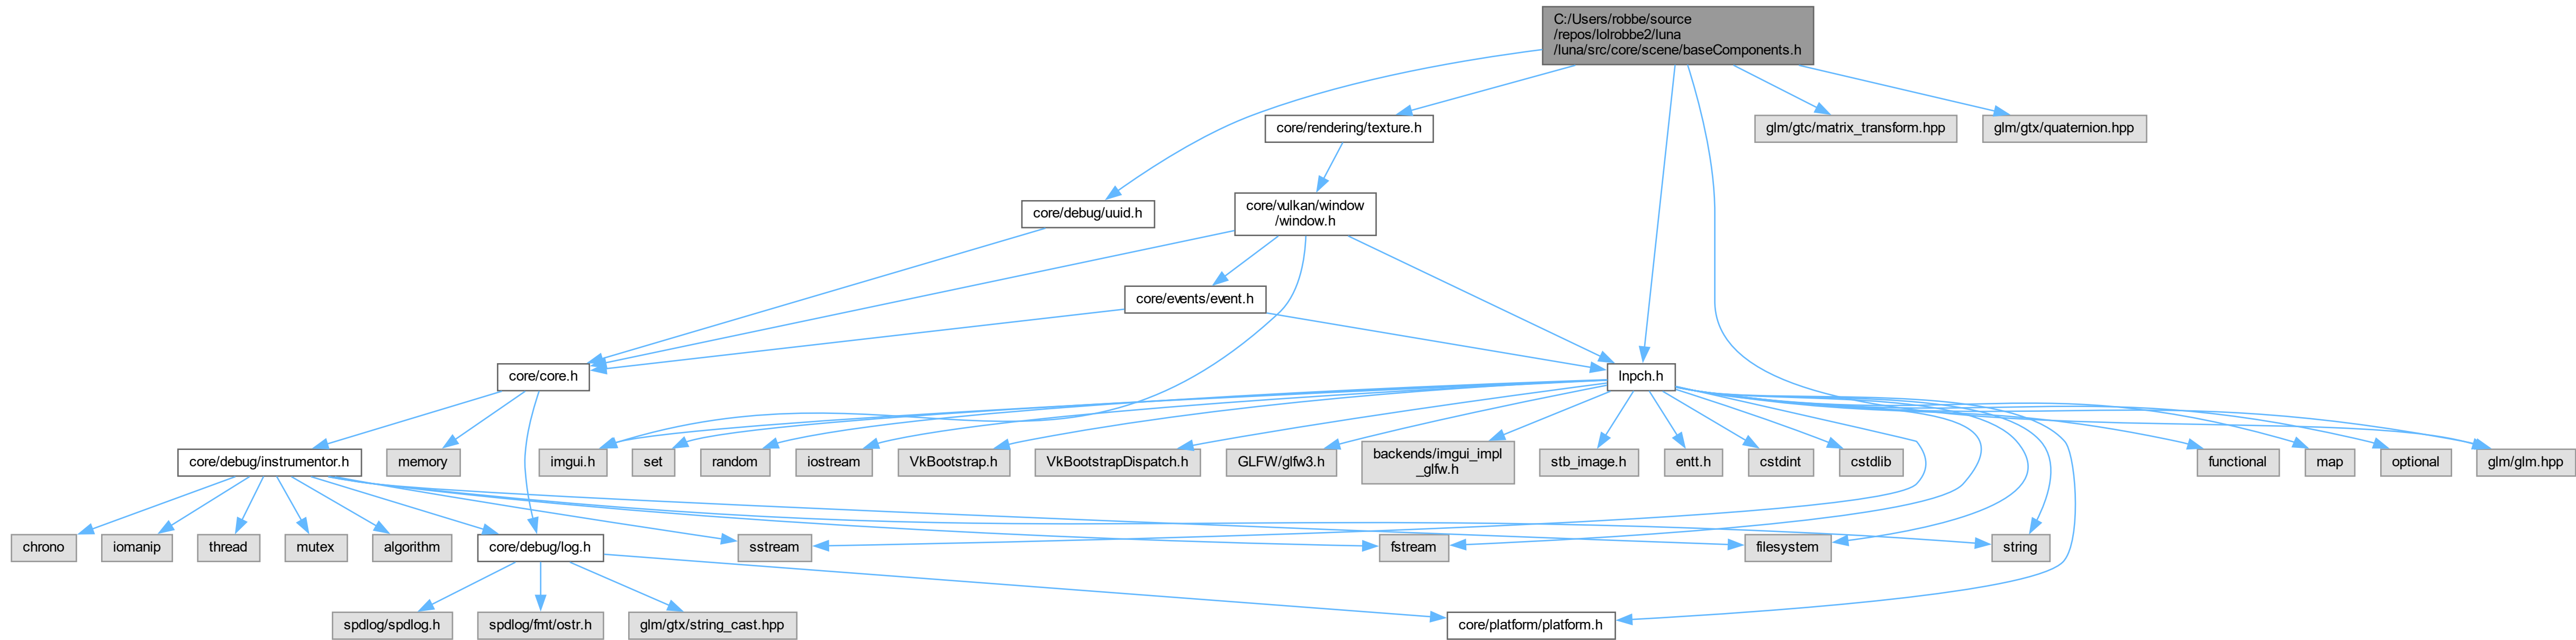 C:/Users/robbe/source
/repos/lolrobbe2/luna
/luna/src/core/scene/baseComponents.h
core/rendering/texture.h
glm/gtc/matrix_transform.hpp
glm/gtx/quaternion.hpp
core/debug/uuid.h
core/vulkan/window
/window.h
core/events/event.h
core/core.h
lnpch.h
core/debug/instrumentor.h
memory
imgui.h
set
random
iostream
VkBootstrap.h
VkBootstrapDispatch.h
GLFW/glfw3.h
backends/imgui_impl
_glfw.h
stb_image.h
entt.h
cstdint
cstdlib
functional
map
optional
glm/glm.hpp
chrono
iomanip
thread
mutex
algorithm
core/debug/log.h
sstream
fstream
filesystem
string
spdlog/spdlog.h
spdlog/fmt/ostr.h
glm/gtx/string_cast.hpp
core/platform/platform.h